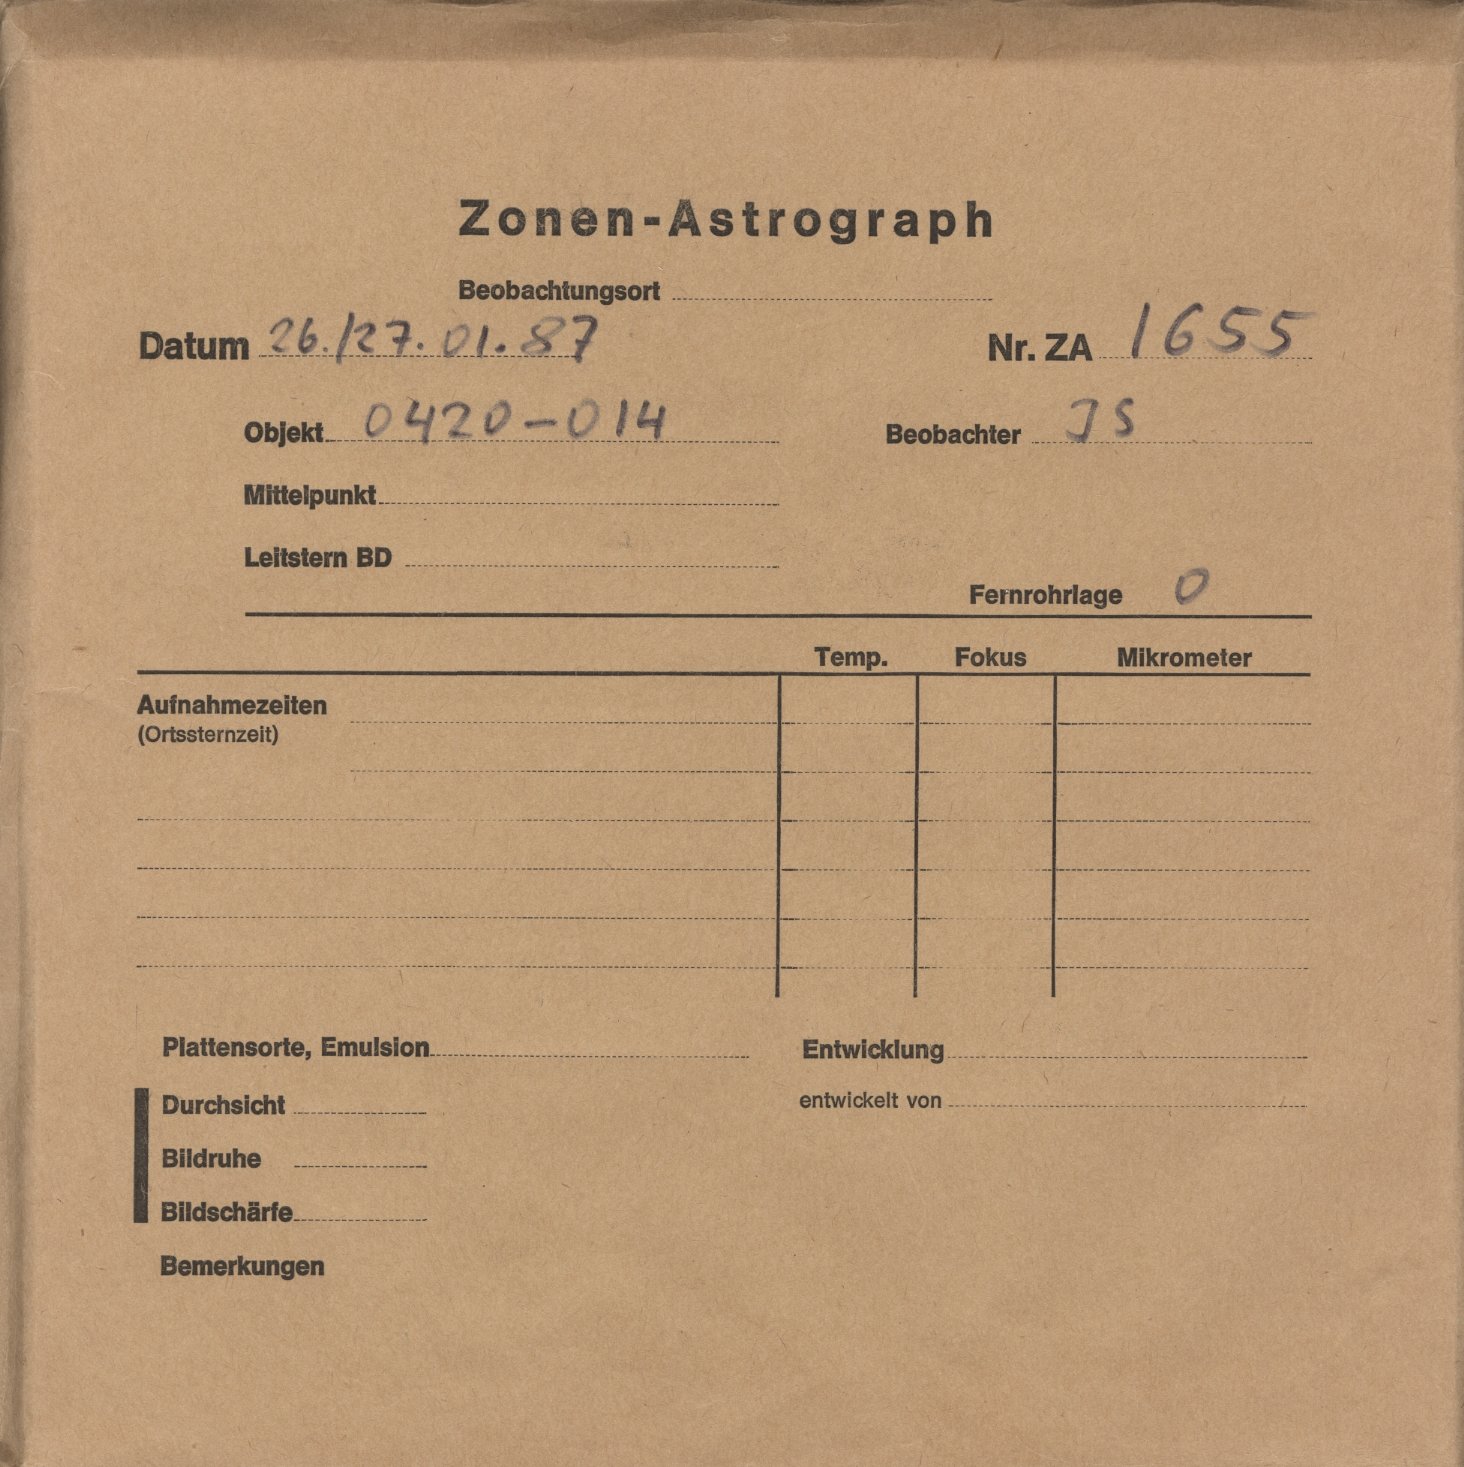 Zonen-Astrograph
Beobachtungsort
Datum 26./27.01.87 Nr. ZA 1655
Objekt 0420-014 Beobachter JS
Mittelpunkt
Leitstern BD
Fernrohrlage O
Temp. Fokus Mikrometer
Aufnahmezeiten
(Ortssternzeit)
Plattensorte, Emulsion Entwicklung
Durchsicht entwickelt von
Bildruhe
Bildschärfe
Bemerkungen